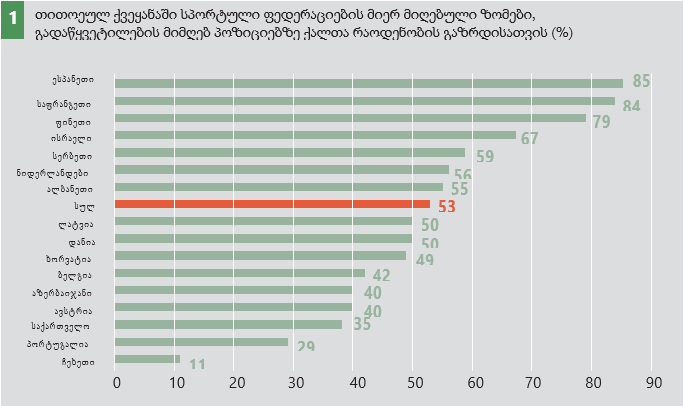 1 თითოეულ ქვეყანაში სპორტული ფედერაციების მიერ მიღებული ზომები,
გადაწყვეტილების მიმღებ პოზიციებზე ქალთა რაოდენობის გაზრდისათვის (%)
ესპანეთი 85
საფრანგეთი 84
ფინეთი 79
ისრაელი 67
სერბეთი 59
ნიდერლანდები 56
ალბანეთი 55
სულ 53
ლატვია 50
დანია 50
ხორვატია 49
ბელგია 42
აზერბაიჯანი 40
ავსტრია 40
საქართველო 35
პორტუგალია 29
ჩეხეთი 11
0 10 20 30 40 50 60 70 80 90